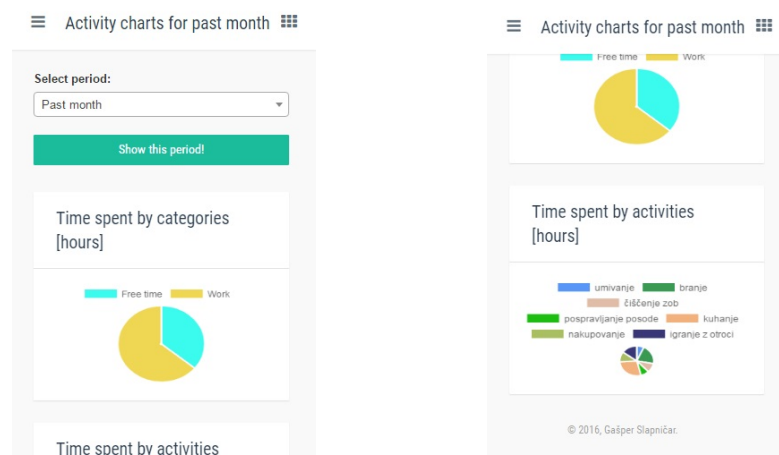 Activity charts for past month
Select period:
Past month
Show this period!
Time spent by categories
[hours]
Free time Work
Time spent by activities
Activity charts for past month
Free time Work
Time spent by activities
[hours]
umivanje branje
čiščenje zob
pospravljanje posode kuhanje
nakupovanje igranje z otroci
© 2016, Gašper Slapničar.